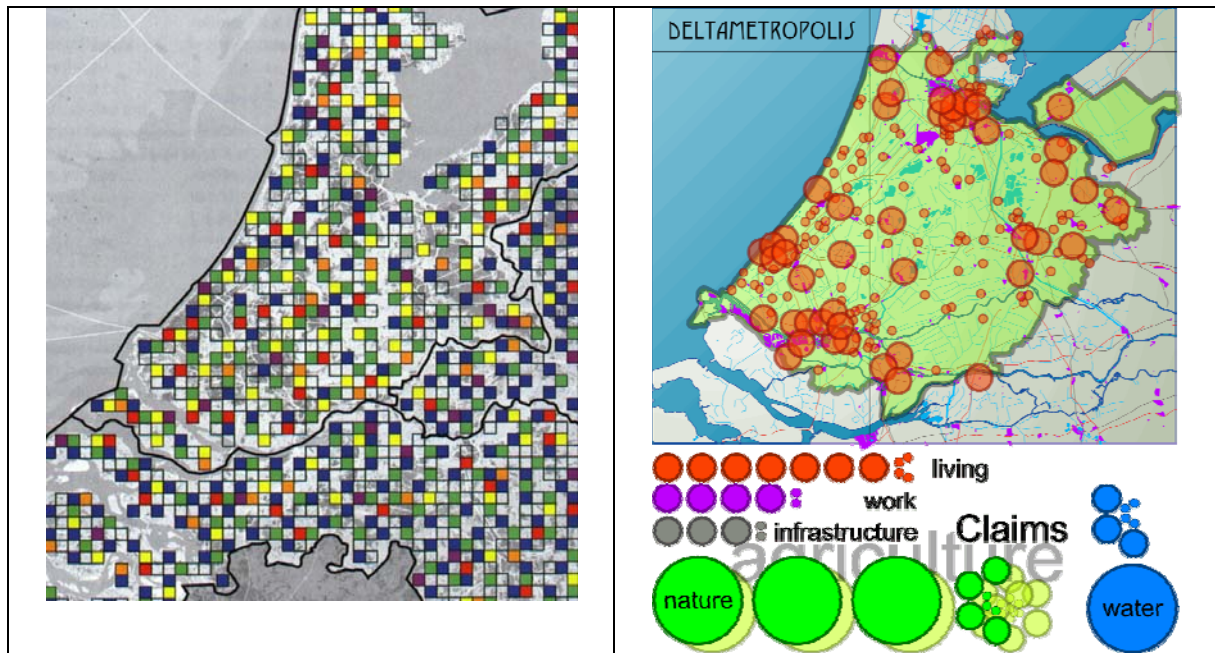 DELTAMETROPOLIS
living
work
infrastructure
Claims
agriculture
nature
water